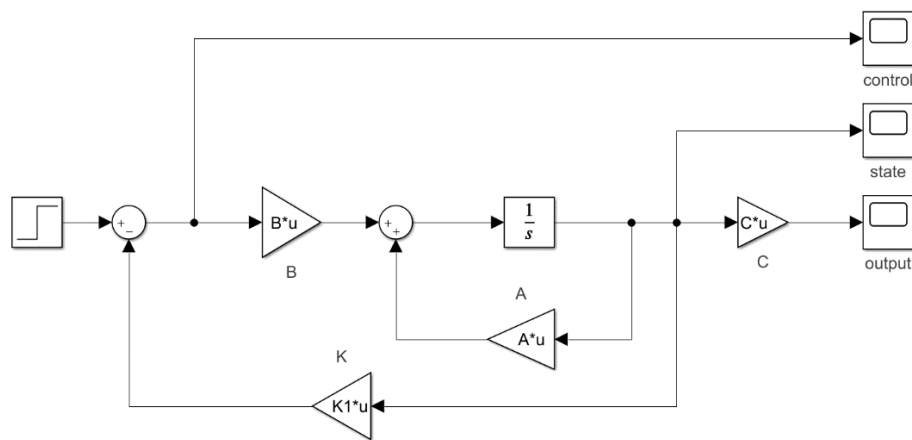 control
state
+
−
B*u
B
+
+
1
s
C*u
C
output
A
A*u
K
K1*u